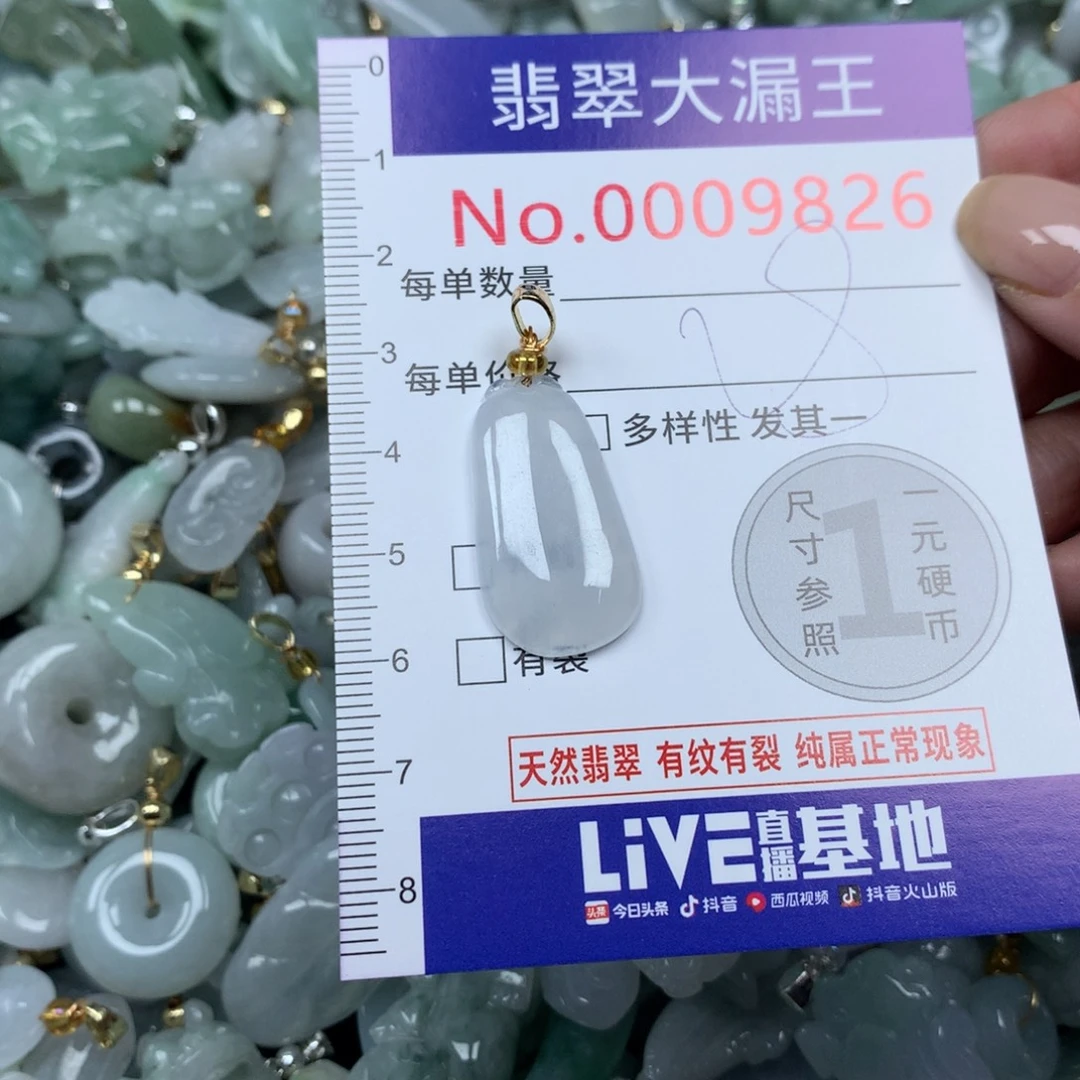 翡翠大漏王
No.0009826
每单数量
每单价格
多样性 发其一
有裂
尺寸参照
一元硬币
1
天然翡翠 有纹有裂 纯属正常现象
LiVE直播基地
头条 今日头条 抖音 西瓜视频 抖音火山版
0
1
2
3
4
5
6
7
8